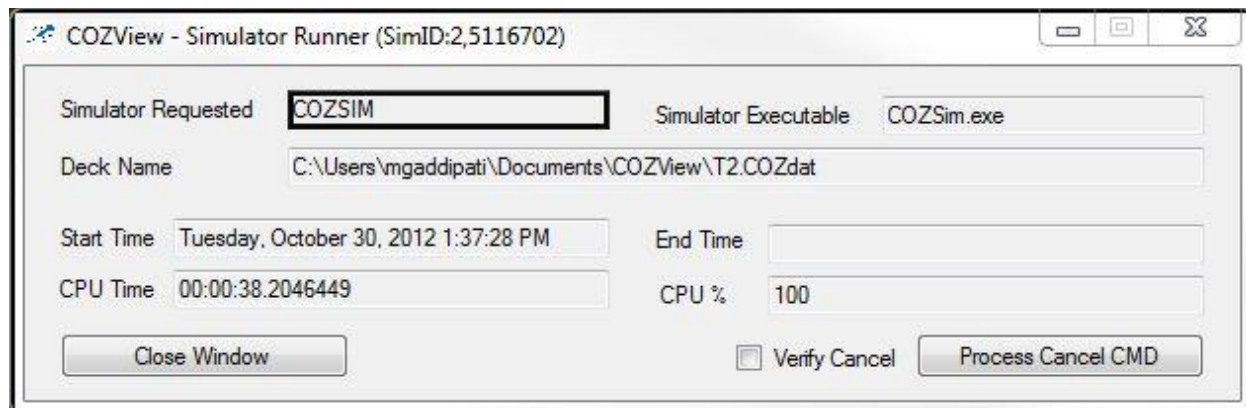 COZView - Simulator Runner (SimID:2,5116702)
Simulator Requested COZSIM Simulator Executable COZSim.exe
Deck Name C:\Users\mgaddipati\Documents\COZView\T2.COZdat
Start Time Tuesday, October 30, 2012 1:37:28 PM End Time
CPU Time 00:00:38.2046449 CPU % 100
Close Window Verify Cancel Process Cancel CMD